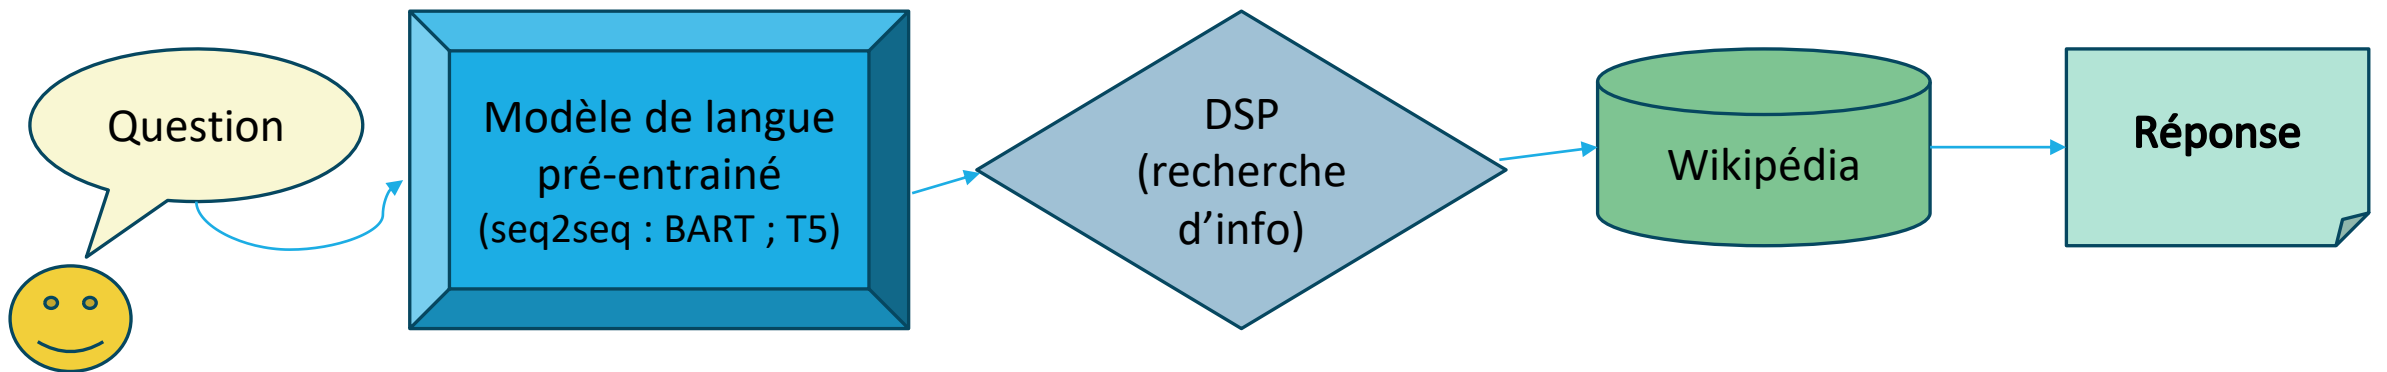 Question
Modèle de langue
pré-entrainé
(seq2seq : BART ; T5)
DSP
(recherche
d’info)
Wikipédia
Réponse